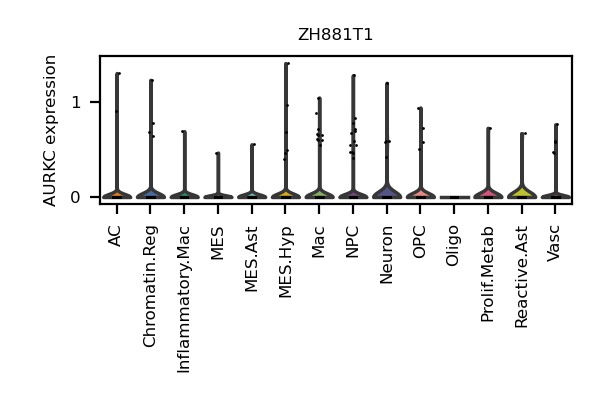 ZH881T1
AURKC expression
1
0
AC
Chromatin.Reg
Inflammatory.Mac
MES
MES.Ast
MES.Hyp
Mac
NPC
Neuron
OPC
Oligo
Prolif.Metab
Reactive.Ast
Vasc